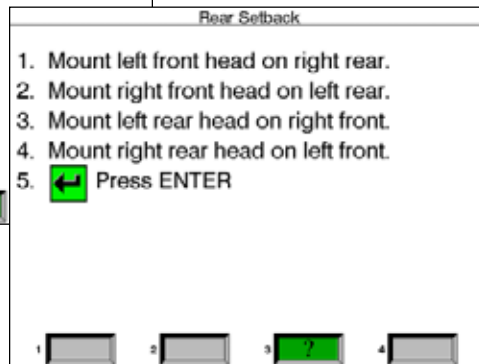 Rear Setback
1. Mount left front head on right rear.
2. Mount right front head on left rear.
3. Mount left rear head on right front.
4. Mount right rear head on left front.
5. Press ENTER
1 2 3 ? 4